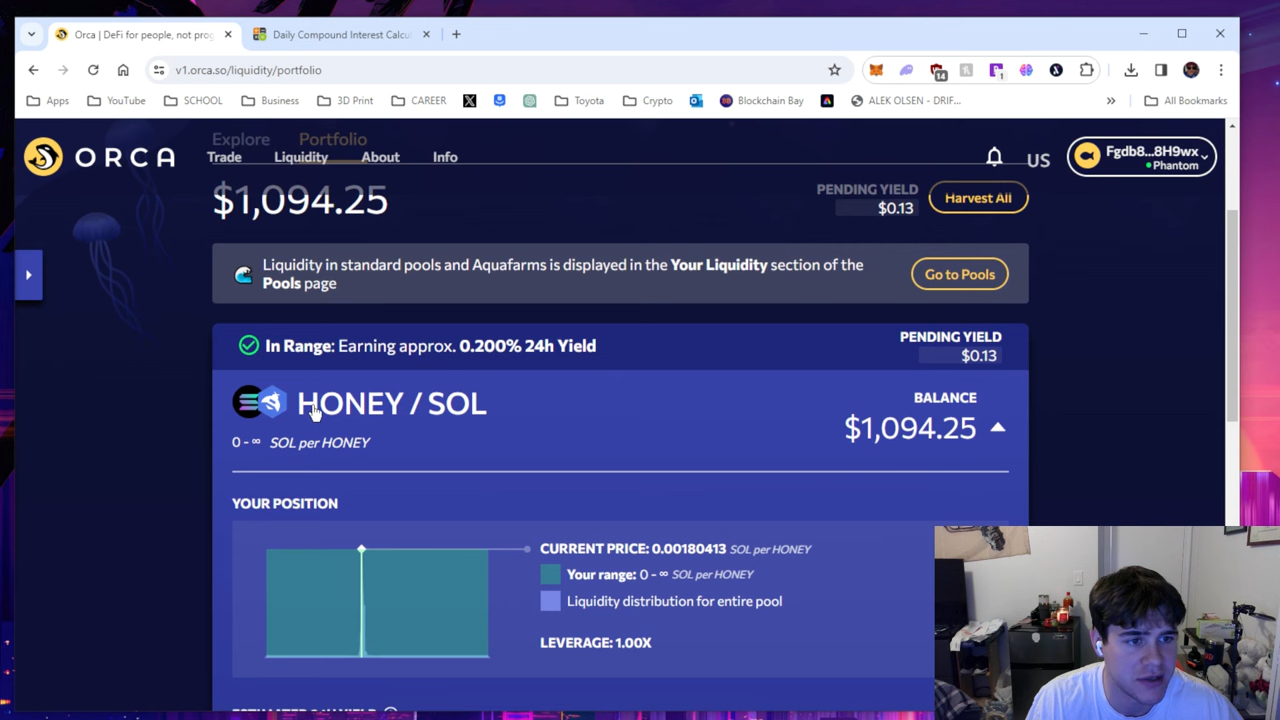 Orca | DeFi for people, not prog
Daily Compound Interest Calcu
v1.orca.so/liquidity/portfolio
14
1
Apps
YouTube
SCHOOL
Business
3D Print
CAREER
Toyota
Crypto
Blockchain Bay
ALEK OLSEN - DRIF...
»
All Bookmarks
ORCA
Explore
Portfolio
Trade
Liquidity
About
Info
US
Fgdb8...8H9wx
Phantom
$1,094.25
PENDING YIELD
$0.13
Harvest All
Liquidity in standard pools and Aquafarms is displayed in the Your Liquidity section of the
Pools page
Go to Pools
In Range: Earning approx. 0.200% 24h Yield
PENDING YIELD
$0.13
HONEY / SOL
0 - ∞ SOL per HONEY
BALANCE
$1,094.25
YOUR POSITION
CURRENT PRICE: 0.00180413 SOL per HONEY
Your range: 0 - ∞ SOL per HONEY
Liquidity distribution for entire pool
LEVERAGE: 1.00X